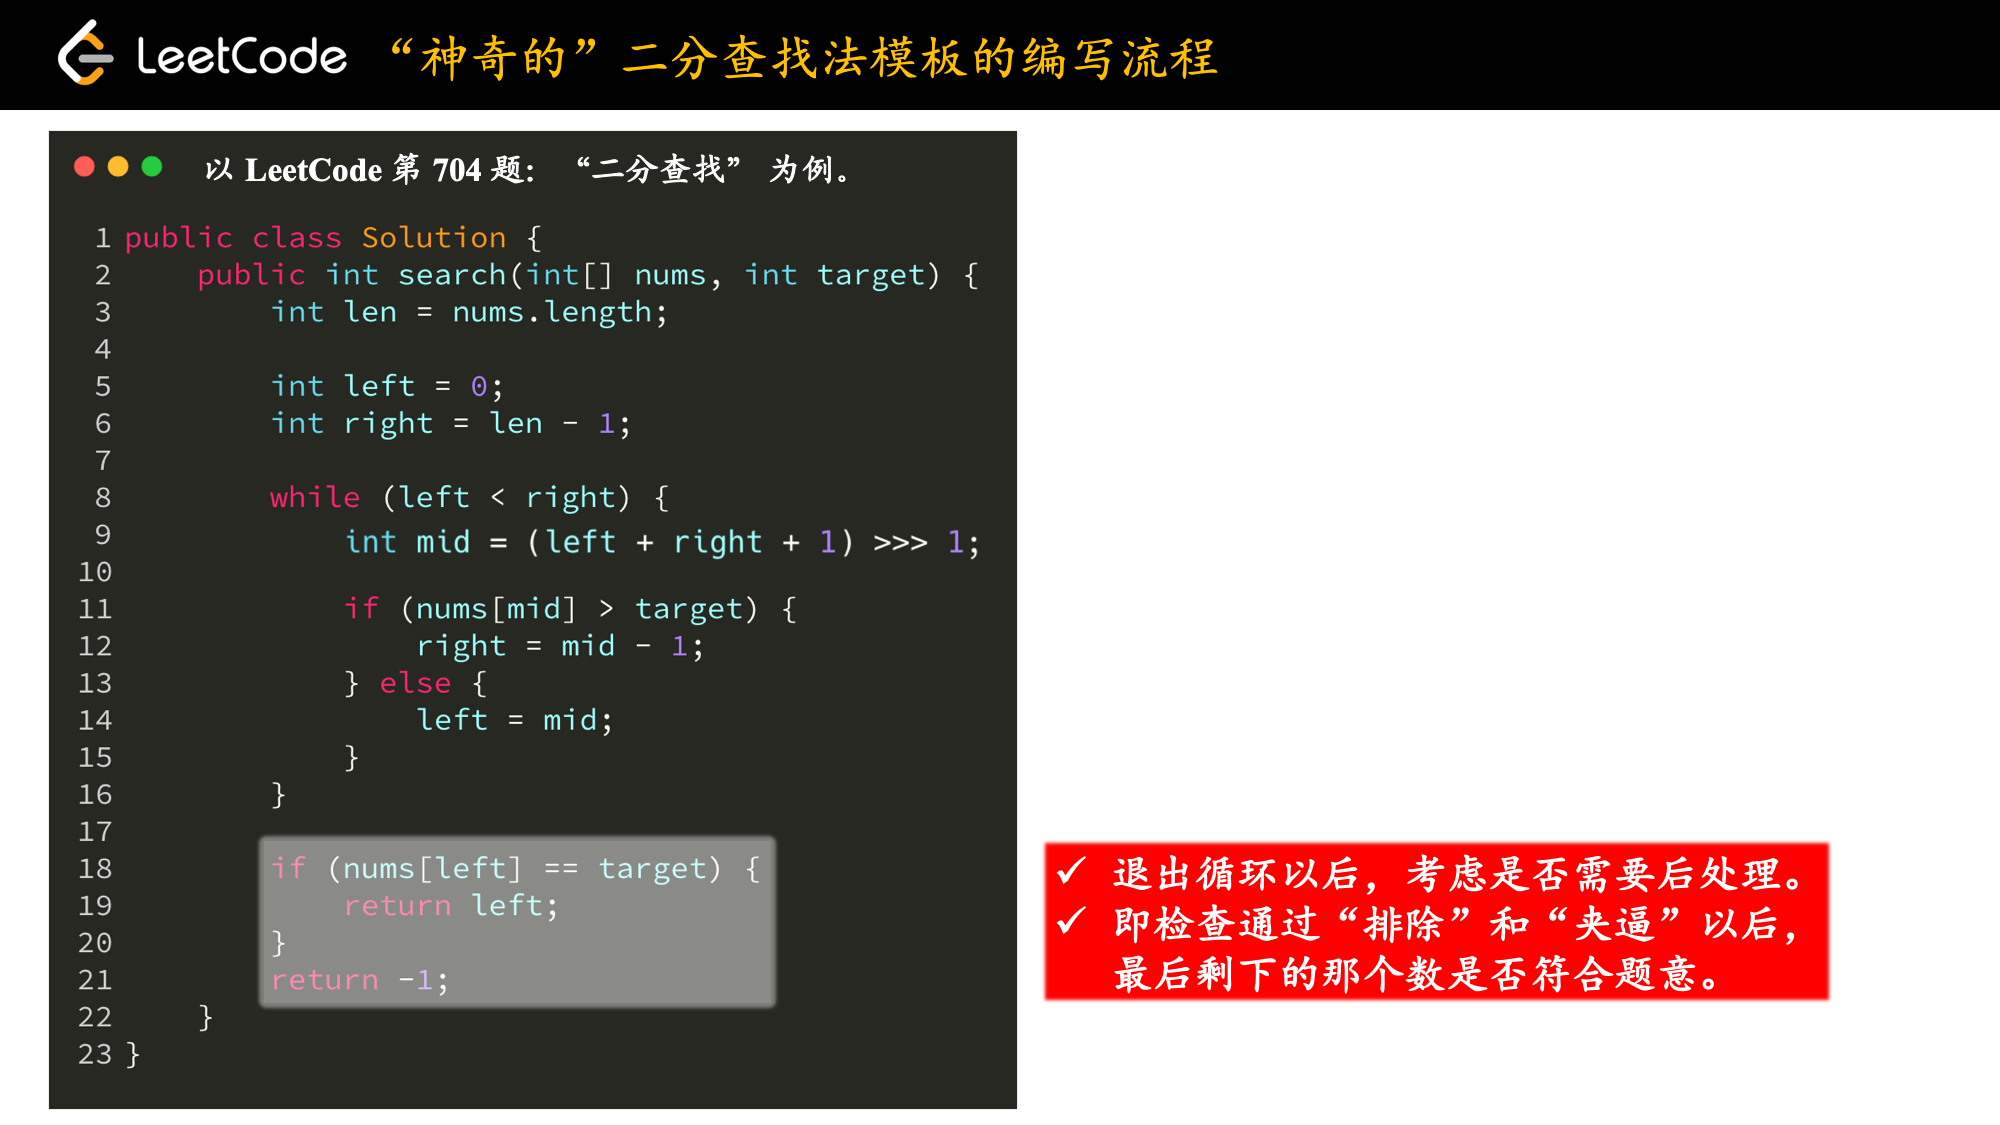 LeetCode “神奇的”二分查找法模板的编写流程
以 LeetCode 第 704 题：“二分查找” 为例。
1 public class Solution {
2     public int search(int[] nums, int target) {
3         int len = nums.length;
4
5         int left = 0;
6         int right = len - 1;
7
8         while (left < right) {
9             int mid = (left + right + 1) >>> 1;
10
11             if (nums[mid] > target) {
12                 right = mid - 1;
13             } else {
14                 left = mid;
15             }
16         }
17
18         if (nums[left] == target) {
19             return left;
20         }
21         return -1;
22     }
23 }
✓ 退出循环以后，考虑是否需要后处理。
✓ 即检查通过“排除”和“夹逼”以后，
最后剩下的那个数是否符合题意。